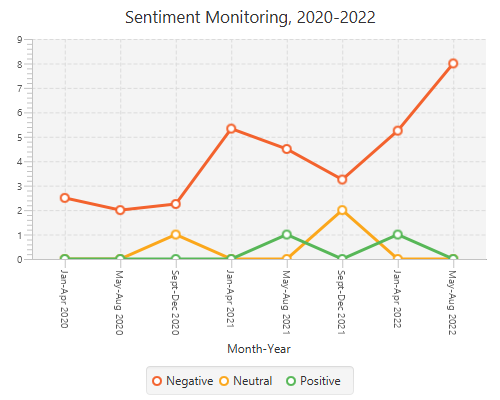 Sentiment Monitoring, 2020-2022
9
8
7
6
5
4
3
2
1
0
Jan-Apr 2020
May-Aug 2020
Sept-Dec 2020
Jan-Apr 2021
May-Aug 2021
Sept-Dec 2021
Jan-Apr 2022
May-Aug 2022
Month-Year
Negative Neutral Positive